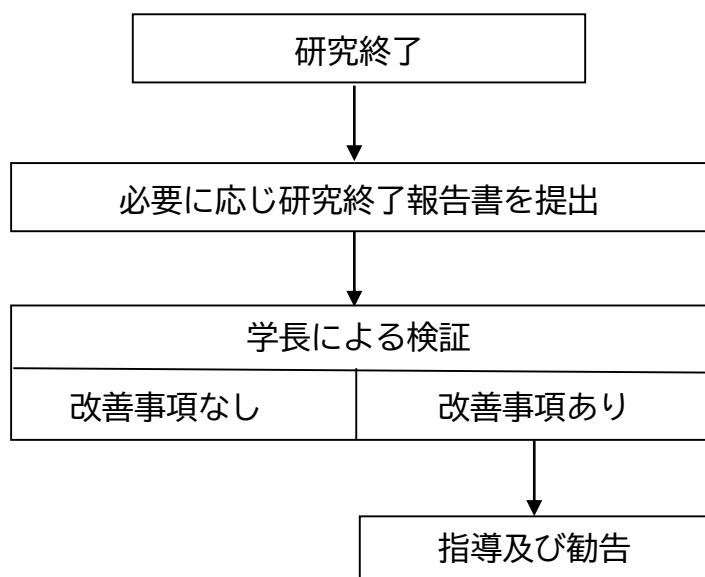 研究終了
必要に応じ研究終了報告書を提出
学長による検証
改善事項なし
改善事項あり
指導及び勧告